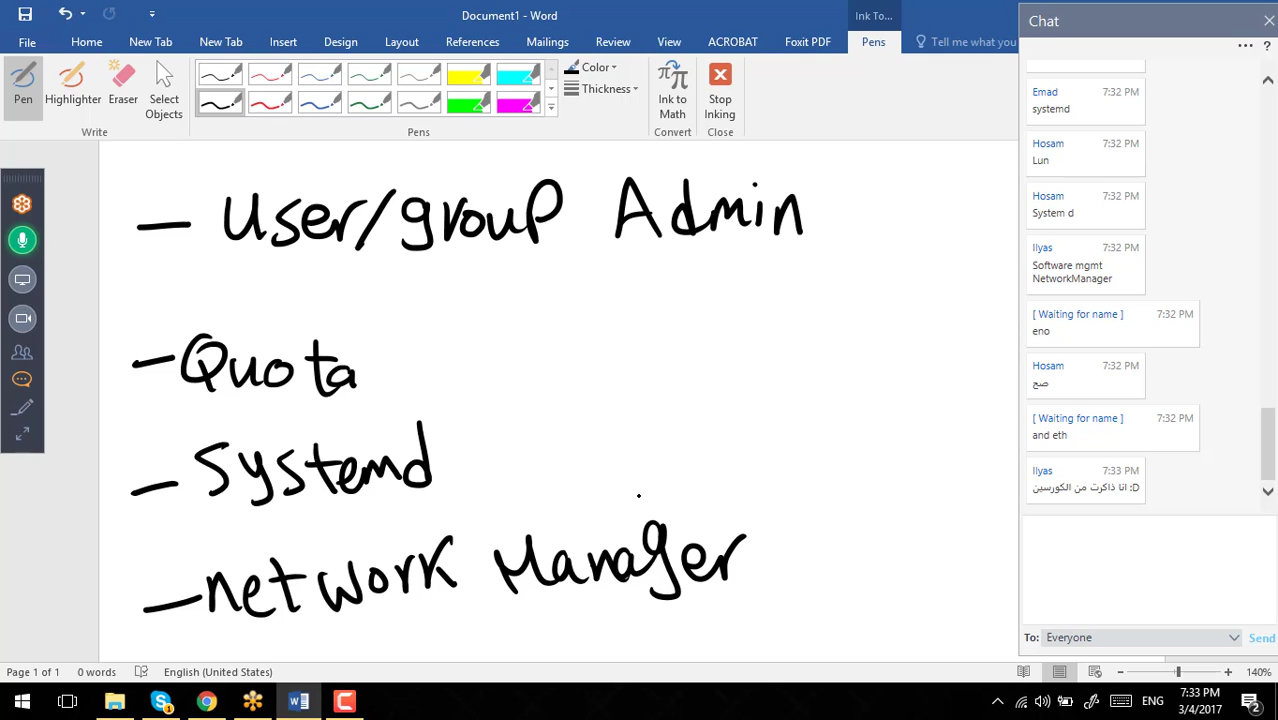 Document1 - Word
Ink To...
Chat
File Home New Tab New Tab Insert Design Layout References Mailings Review View ACROBAT Foxit PDF Pens Tell me what you
Pen Highlighter Eraser Select Objects
Color
Thickness
Ink to Math
Stop Inking
Write Pens Convert Close
- User/group Admin
- Quota
- Systemd
- network Manager
Emad 7:32 PM
systemd
Hosam 7:32 PM
Lun
Hosam 7:32 PM
System d
Ilyas 7:32 PM
Software mgmt
NetworkManager
[ Waiting for name ] 7:32 PM
eno
Hosam 7:32 PM
صح
[ Waiting for name ] 7:32 PM
and eth
Ilyas 7:33 PM
انا ذاكرت من الكورسين :D
To: Everyone Send
Page 1 of 1 0 words English (United States) 140%
ENG 7:33 PM
3/4/2017
2